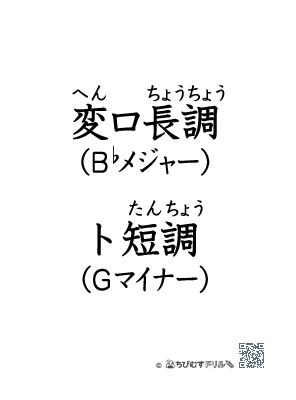 へん ちょうちょう
変ロ長調
(B♭メジャー)
たんちょう
ト短調
(Gマイナー)
© ちびむすドリル